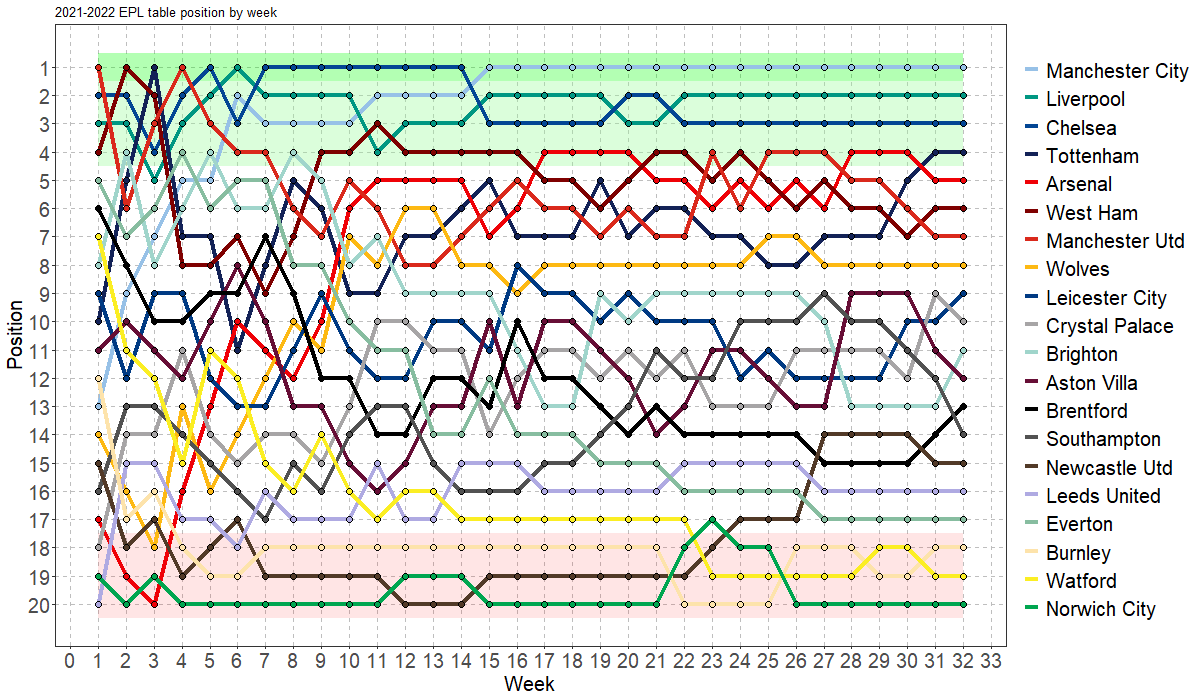 2021-2022 EPL table position by week
Position
1
2
3
4
5
6
7
8
9
10
11
12
13
14
15
16
17
18
19
20
0 1 2 3 4 5 6 7 8 9 10 11 12 13 14 15 16 17 18 19 20 21 22 23 24 25 26 27 28 29 30 31 32 33
Week
Manchester City
Liverpool
Chelsea
Tottenham
Arsenal
West Ham
Manchester Utd
Wolves
Leicester City
Crystal Palace
Brighton
Aston Villa
Brentford
Southampton
Newcastle Utd
Leeds United
Everton
Burnley
Watford
Norwich City